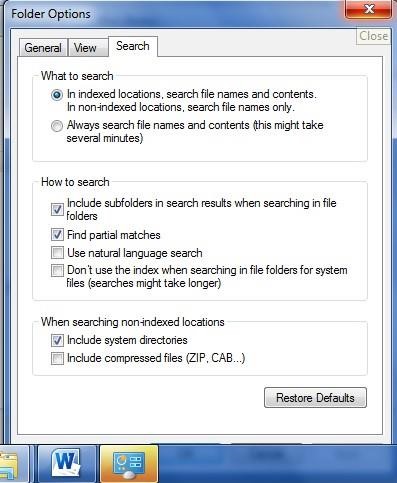 Folder Options
Close
General View Search
What to search
In indexed locations, search file names and contents.
In non-indexed locations, search file names only.
Always search file names and contents (this might take
several minutes)
How to search
Include subfolders in search results when searching in file
folders
Find partial matches
Use natural language search
Don't use the index when searching in file folders for system
files (searches might take longer)
When searching non-indexed locations
Include system directories
Include compressed files (ZIP, CAB...)
Restore Defaults
W